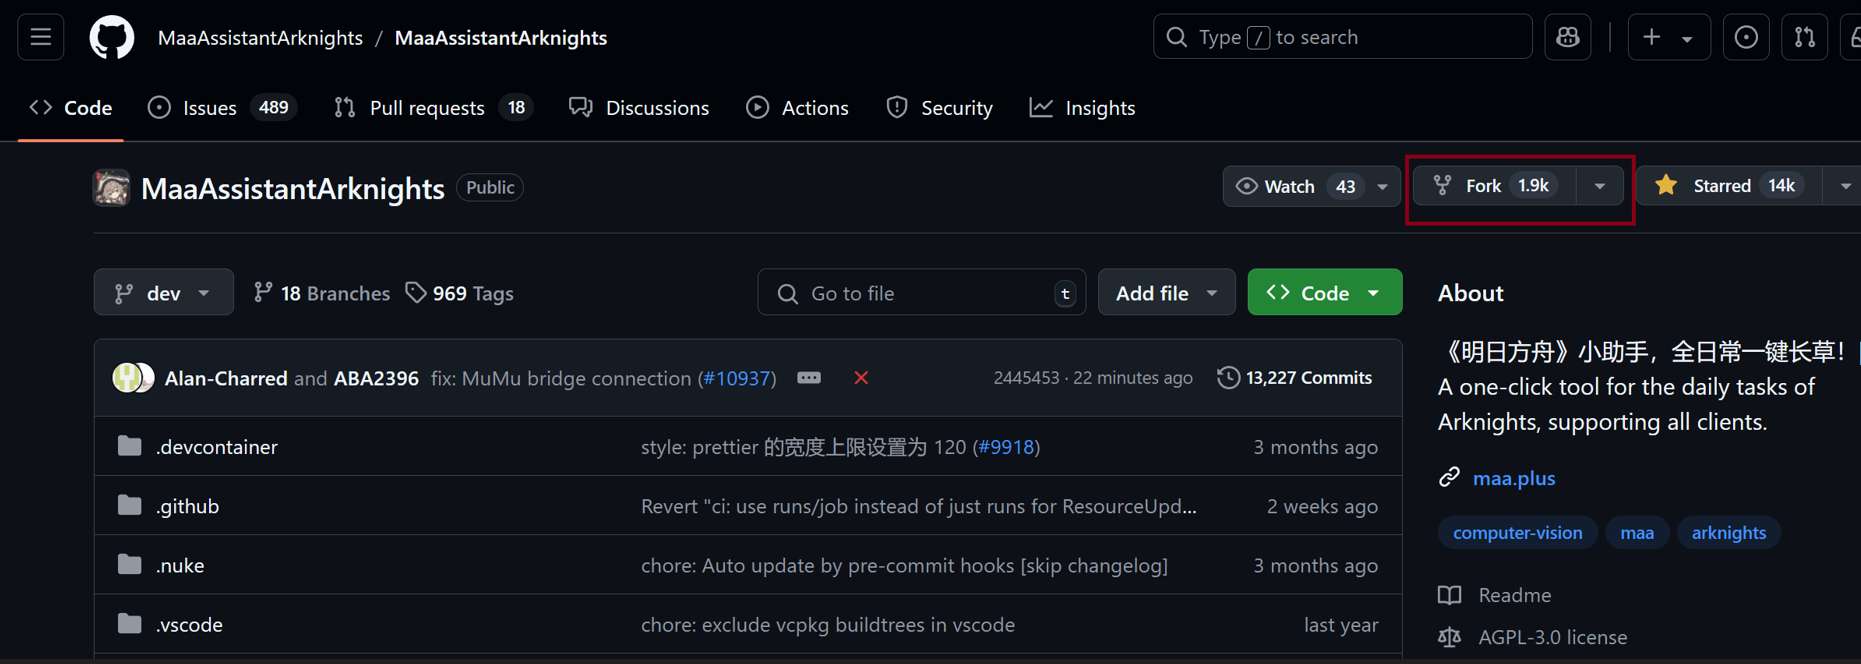 MaaAssistantArknights / MaaAssistantArknights
Type / to search
Code
Issues 489
Pull requests 18
Discussions
Actions
Security
Insights
MaaAssistantArknights Public
Watch 43
Fork 1.9k
Starred 14k
dev
18 Branches
969 Tags
Go to file t
Add file
Code
Alan-Charred and ABA2396 fix: MuMu bridge connection (#10937) 2445453 · 22 minutes ago 13,227 Commits
.devcontainer style: prettier 的宽度上限设置为 120 (#9918) 3 months ago
.github Revert "ci: use runs/job instead of just runs for ResourceUpd... 2 weeks ago
.nuke chore: Auto update by pre-commit hooks [skip changelog] 3 months ago
.vscode chore: exclude vcpkg buildtrees in vscode last year
About
《明日方舟》小助手，全日常一键长草！
A one-click tool for the daily tasks of
Arknights, supporting all clients.
maa.plus
computer-vision maa arknights
Readme
AGPL-3.0 license